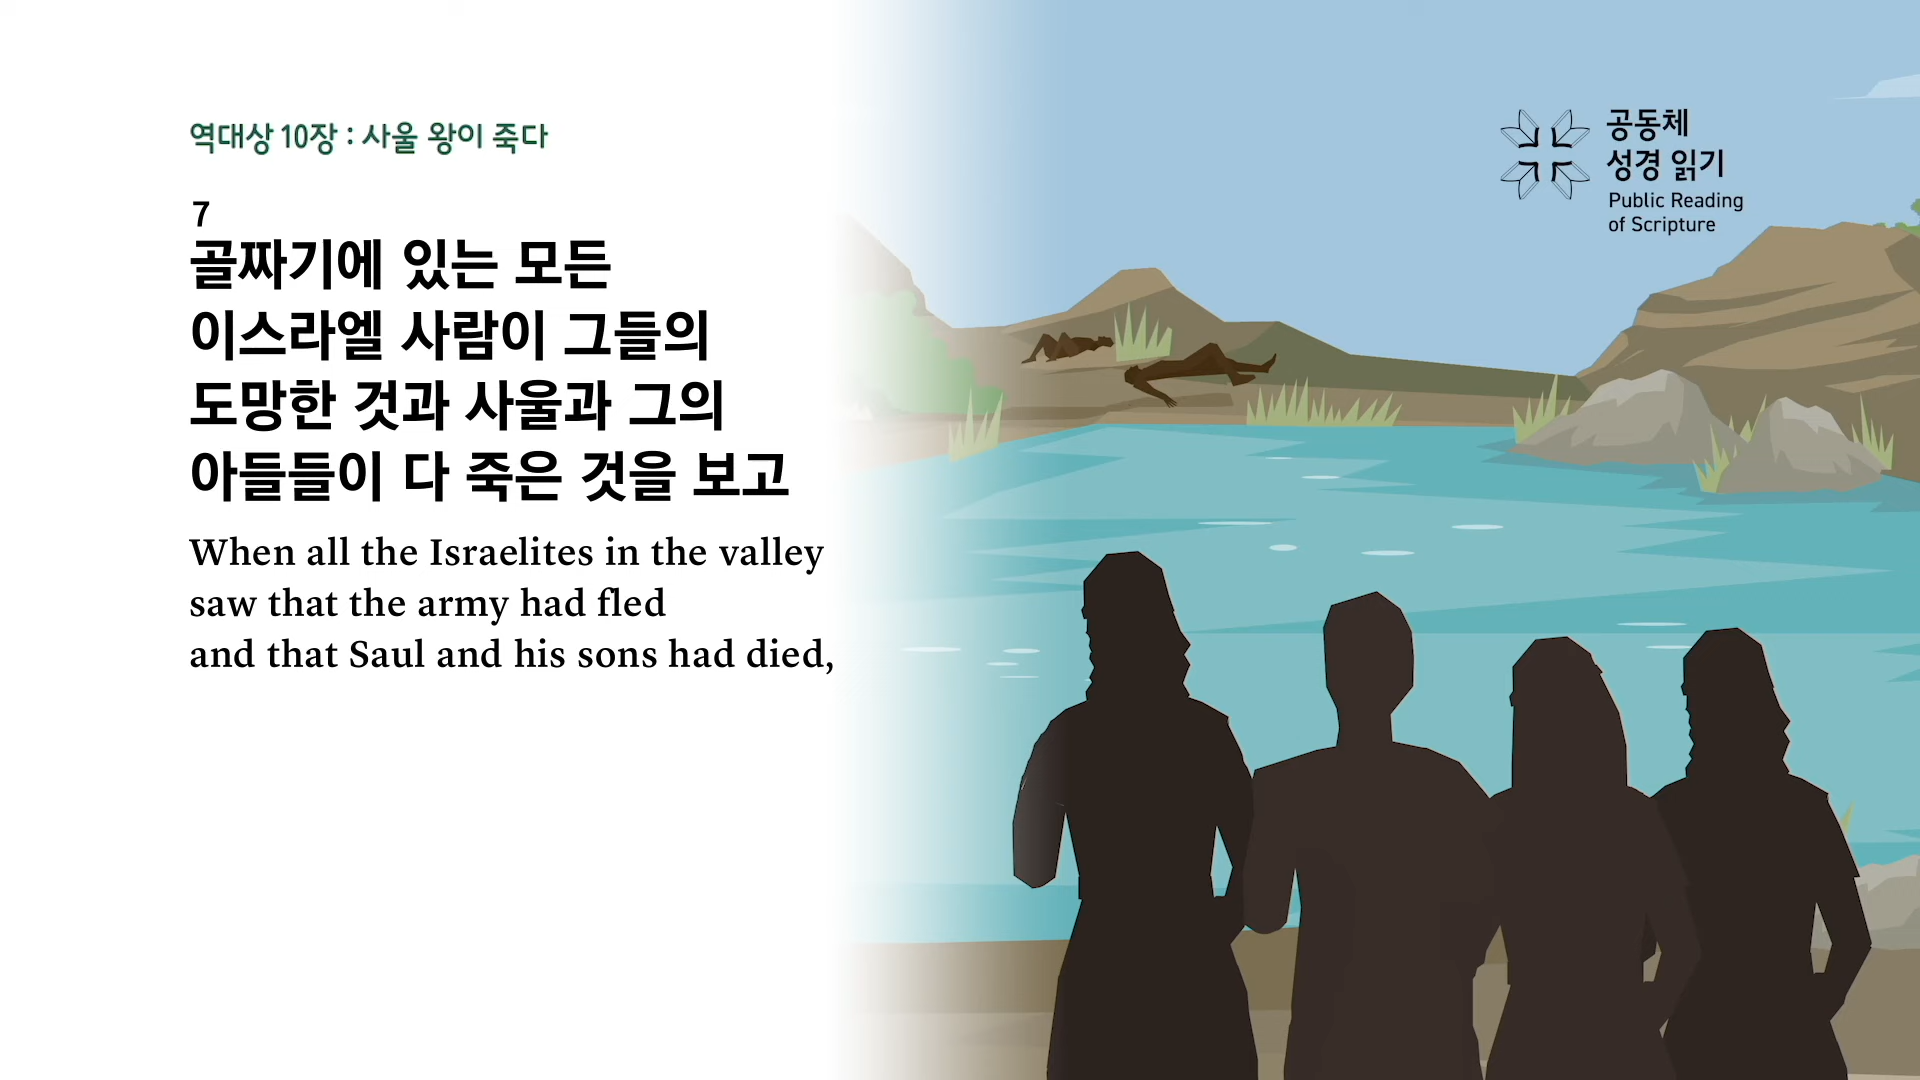 역대상 10장 : 사울 왕이 죽다
7
골짜기에 있는 모든
이스라엘 사람이 그들의
도망한 것과 사울과 그의
아들들이 다 죽은 것을 보고
When all the Israelites in the valley
saw that the army had fled
and that Saul and his sons had died,
공동체
성경 읽기
Public Reading
of Scripture